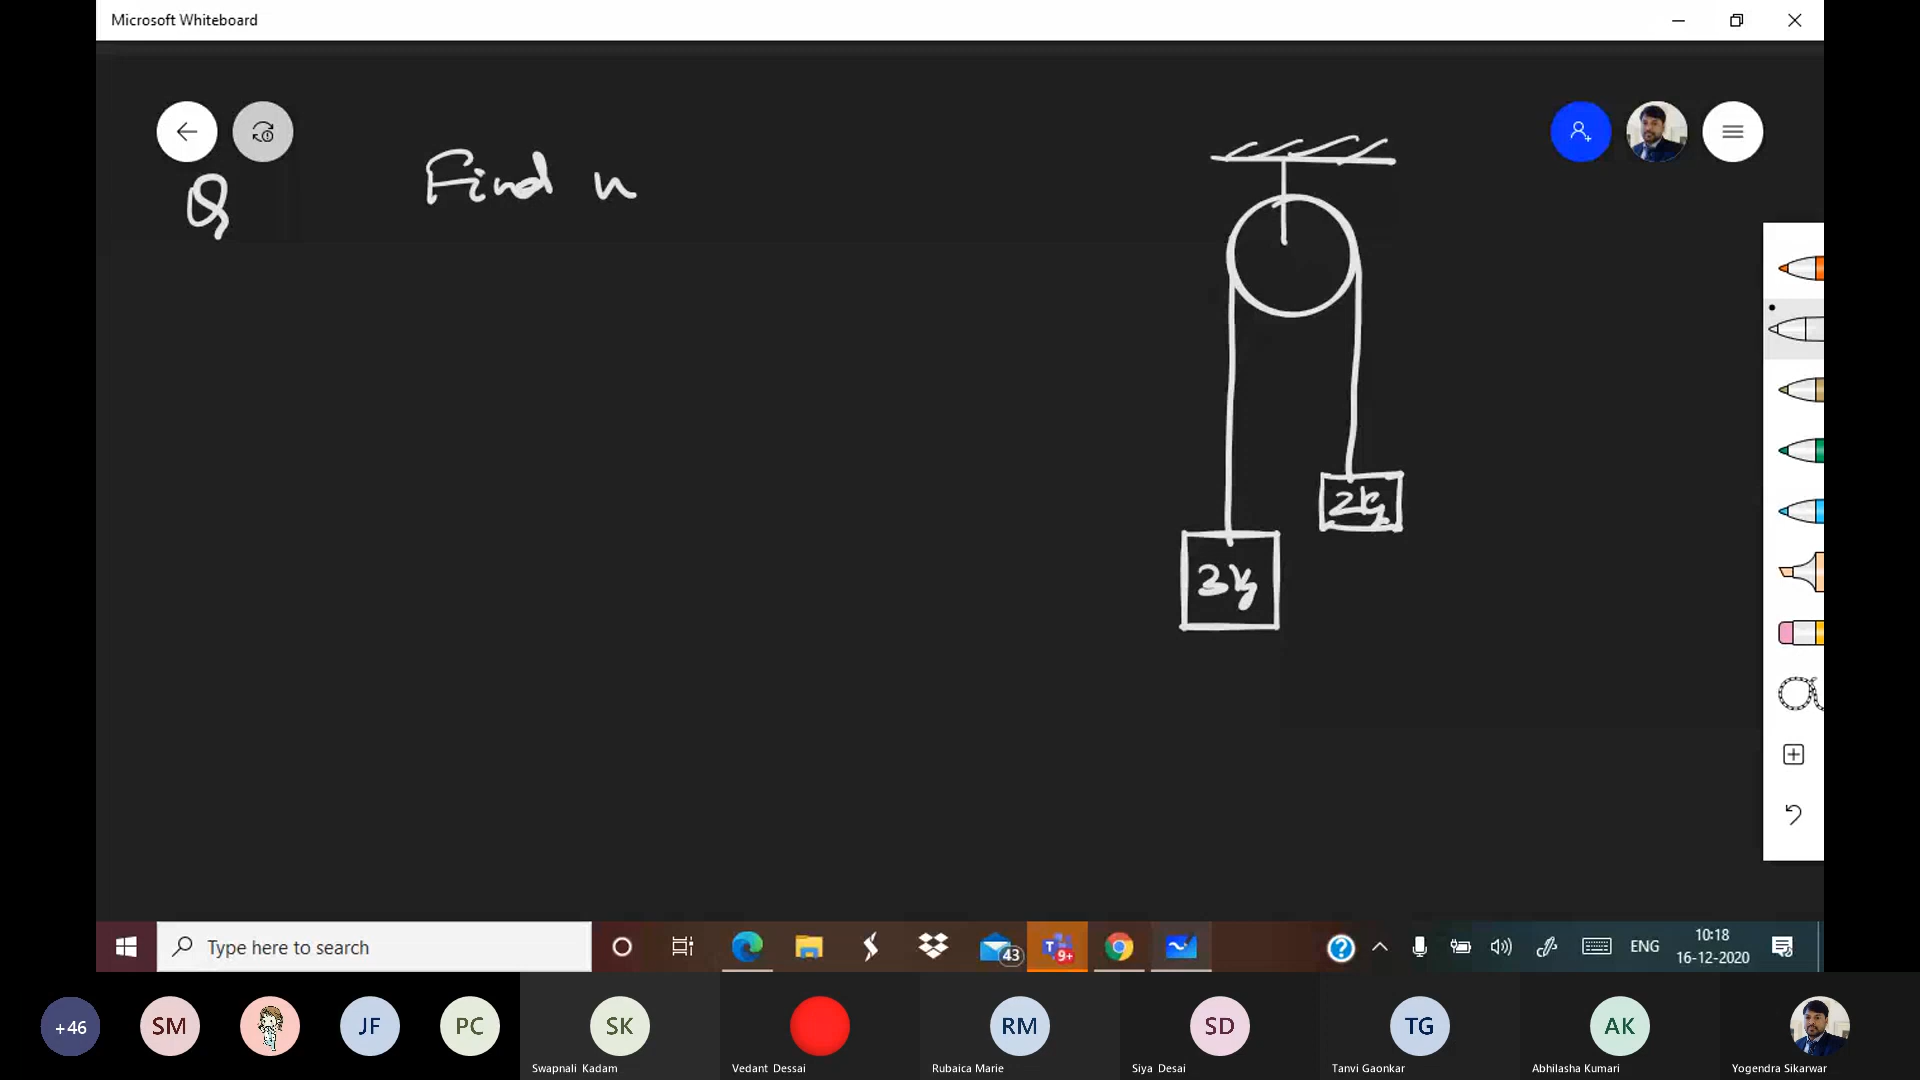 Microsoft Whiteboard
Q Find n
2kg
3kg
Type here to search
43
9+
ENG
10:18
16-12-2020
+46
SM
JF
PC
SK
RM
SD
TG
AK
Swapnali Kadam
Vedant Dessai
Rubaica Marie
Siya Desai
Tanvi Gaonkar
Abhilasha Kumari
Yogendra Sikarwar